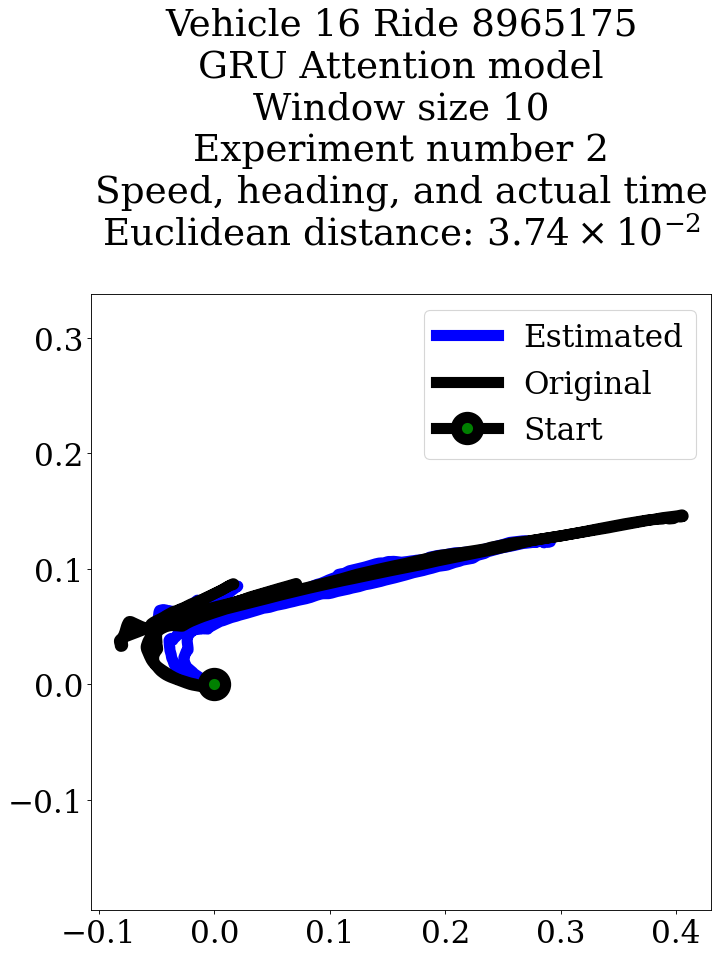 Vehicle 16 Ride 8965175
GRU Attention model
Window size 10
Experiment number 2
Speed, heading, and actual time
Euclidean distance: 3.74 × 10⁻²
Estimated
Original
Start
0.3
0.2
0.1
0.0
−0.1
−0.1 0.0 0.1 0.2 0.3 0.4